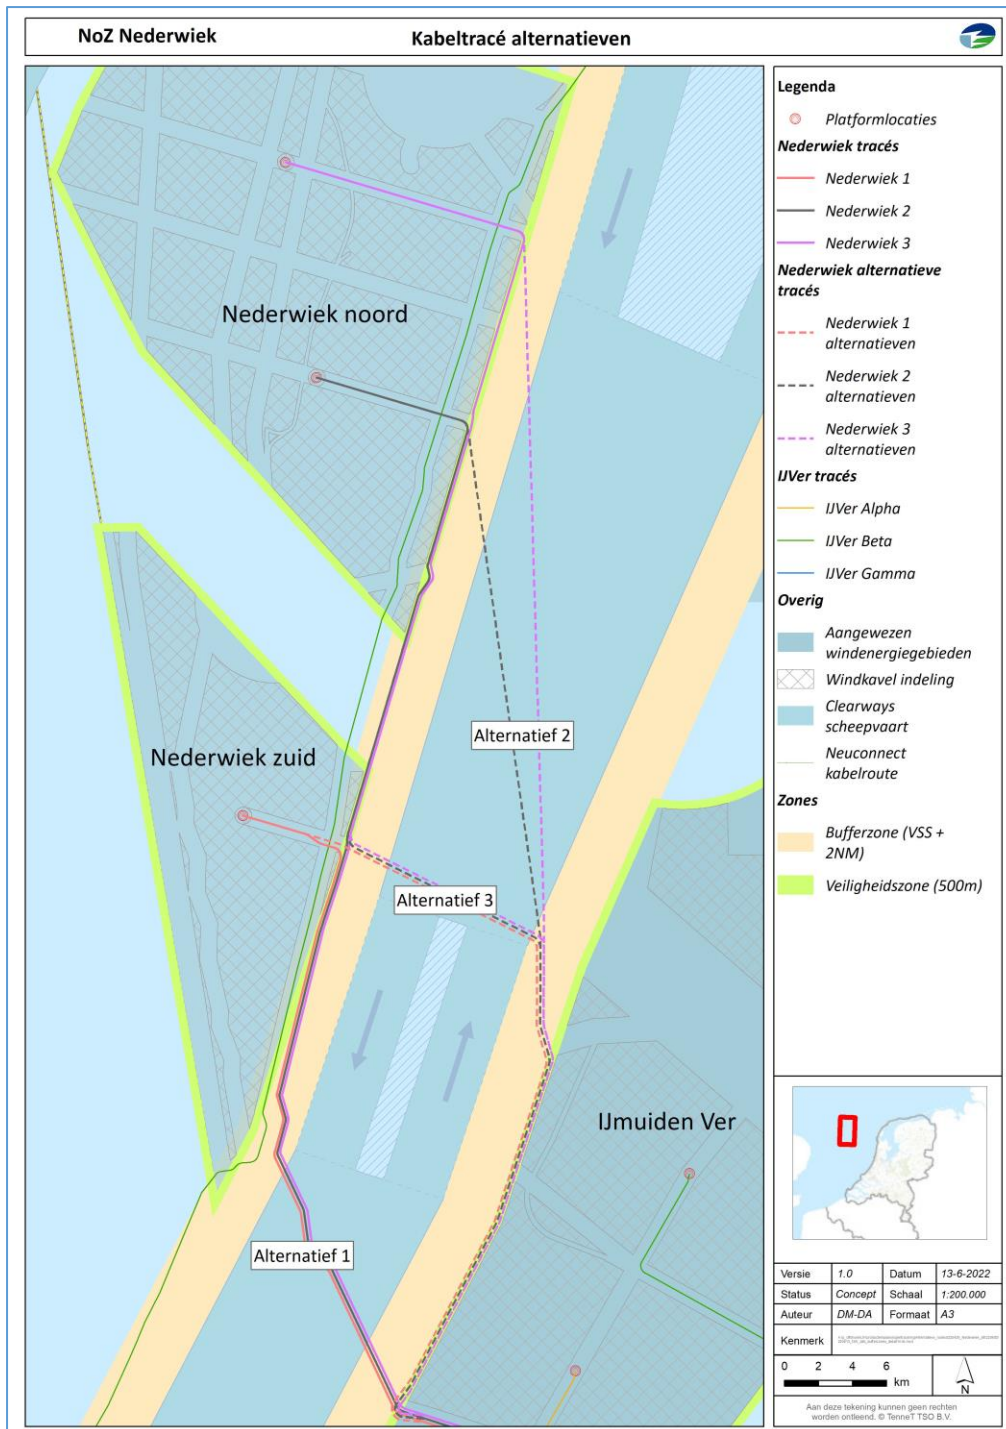 NoZ Nederwiek
Kabeltracé alternatieven
Nederwiek noord
Nederwiek zuid
Alternatief 2
Alternatief 3
IJmuiden Ver
Alternatief 1
Legenda
Platformlocaties
Nederwiek tracés
Nederwiek 1
Nederwiek 2
Nederwiek 3
Nederwiek alternatieve
tracés
Nederwiek 1
alternatieven
Nederwiek 2
alternatieven
Nederwiek 3
alternatieven
IJVer tracés
IJVer Alpha
IJVer Beta
IJVer Gamma
Overig
Aangewezen
windenergiegebieden
Windkavel indeling
Clearways
scheepvaart
Neuconnect
kabelroute
Zones
Bufferzone (VSS +
2NM)
Veiligheidszone (500m)
Versie 1.0 Datum 13-6-2022
Status Concept Schaal 1:200.000
Auteur DM-DA Formaat A3
Kenmerk
0 2 4 6
km
N
Aan deze tekening kunnen geen rechten
worden ontleend. © TenneT TSO B.V.